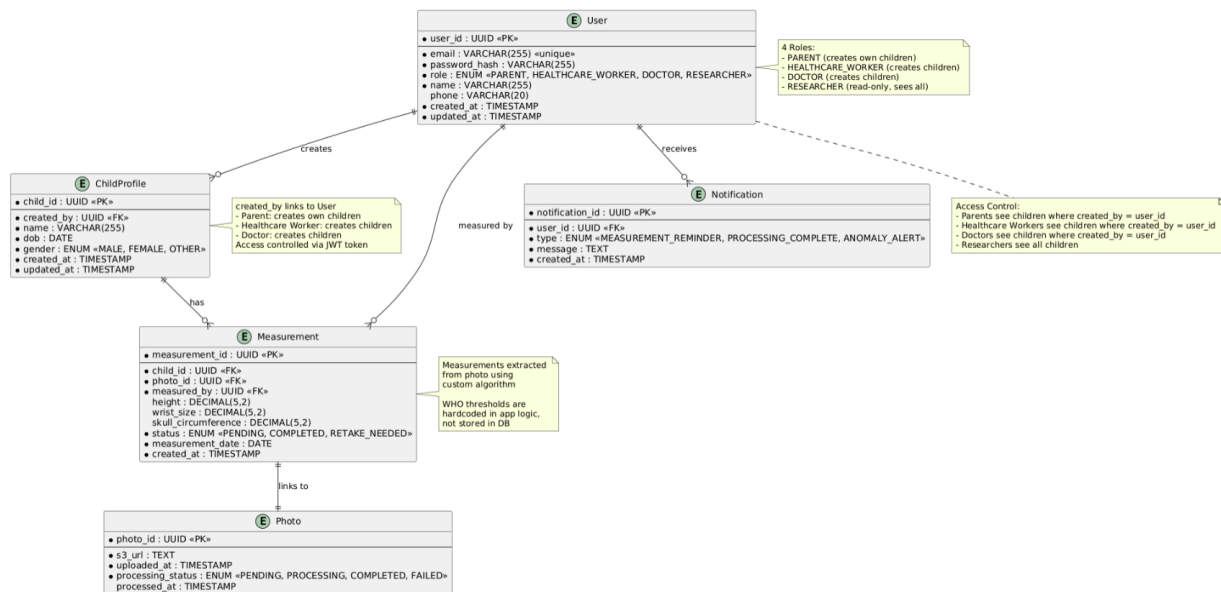 E User
* user_id : UUID «PK»
* email : VARCHAR(255) «unique»
* password_hash : VARCHAR(255)
* role : ENUM «PARENT, HEALTHCARE_WORKER, DOCTOR, RESEARCHER»
* name : VARCHAR(255)
phone : VARCHAR(20)
* created_at : TIMESTAMP
* updated_at : TIMESTAMP
4 Roles:
- PARENT (creates own children)
- HEALTHCARE_WORKER (creates children)
- DOCTOR (creates children)
- RESEARCHER (read-only, sees all)
creates
receives
E ChildProfile
* child_id : UUID «PK»
* created_by : UUID «FK»
* name : VARCHAR(255)
* dob : DATE
* gender : ENUM «MALE, FEMALE, OTHER»
* created_at : TIMESTAMP
* updated_at : TIMESTAMP
created_by links to User
- Parent: creates own children
- Healthcare Worker: creates children
- Doctor: creates children
Access controlled via JWT token
measured by
E Notification
* notification_id : UUID «PK»
* user_id : UUID «FK»
* type : ENUM «MEASUREMENT_REMINDER, PROCESSING_COMPLETE, ANOMALY_ALERT»
* message : TEXT
* created_at : TIMESTAMP
Access Control:
- Parents see children where created_by = user_id
- Healthcare Workers see children where created_by = user_id
- Doctors see children where created_by = user_id
- Researchers see all children
has
E Measurement
* measurement_id : UUID «PK»
* child_id : UUID «FK»
* photo_id : UUID «FK»
* measured_by : UUID «FK»
height : DECIMAL(5,2)
wrist_size : DECIMAL(5,2)
skull_circumference : DECIMAL(5,2)
* status : ENUM «PENDING, COMPLETED, RETAKE_NEEDED»
* measurement_date : DATE
* created_at : TIMESTAMP
Measurements extracted
from photo using
custom algorithm
WHO thresholds are
hardcoded in app logic,
not stored in DB
links to
E Photo
* photo_id : UUID «PK»
* s3_url : TEXT
* uploaded_at : TIMESTAMP
* processing_status : ENUM «PENDING, PROCESSING, COMPLETED, FAILED»
processed_at : TIMESTAMP